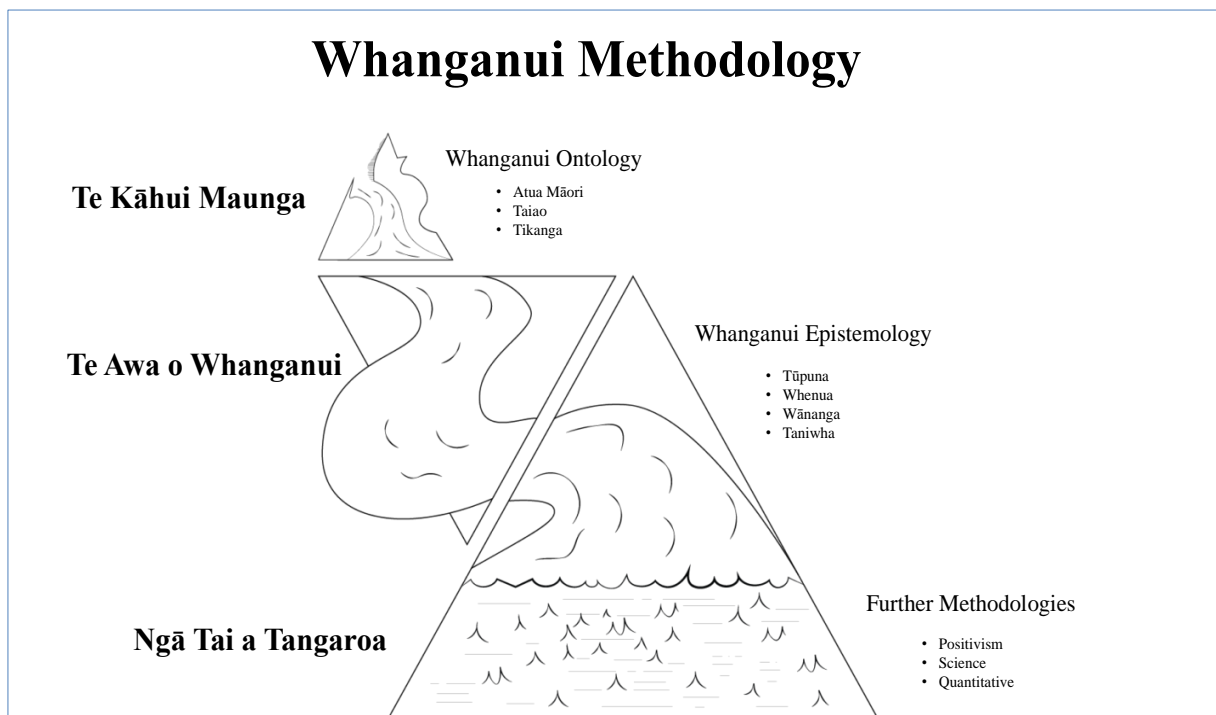 Whanganui Methodology
Te Kāhui Maunga
Whanganui Ontology
• Atua Māori
• Taiao
• Tikanga
Te Awa o Whanganui
Whanganui Epistemology
• Tūpuna
• Whenua
• Wānanga
• Taniwha
Ngā Tai a Tangaroa
Further Methodologies
• Positivism
• Science
• Quantitative